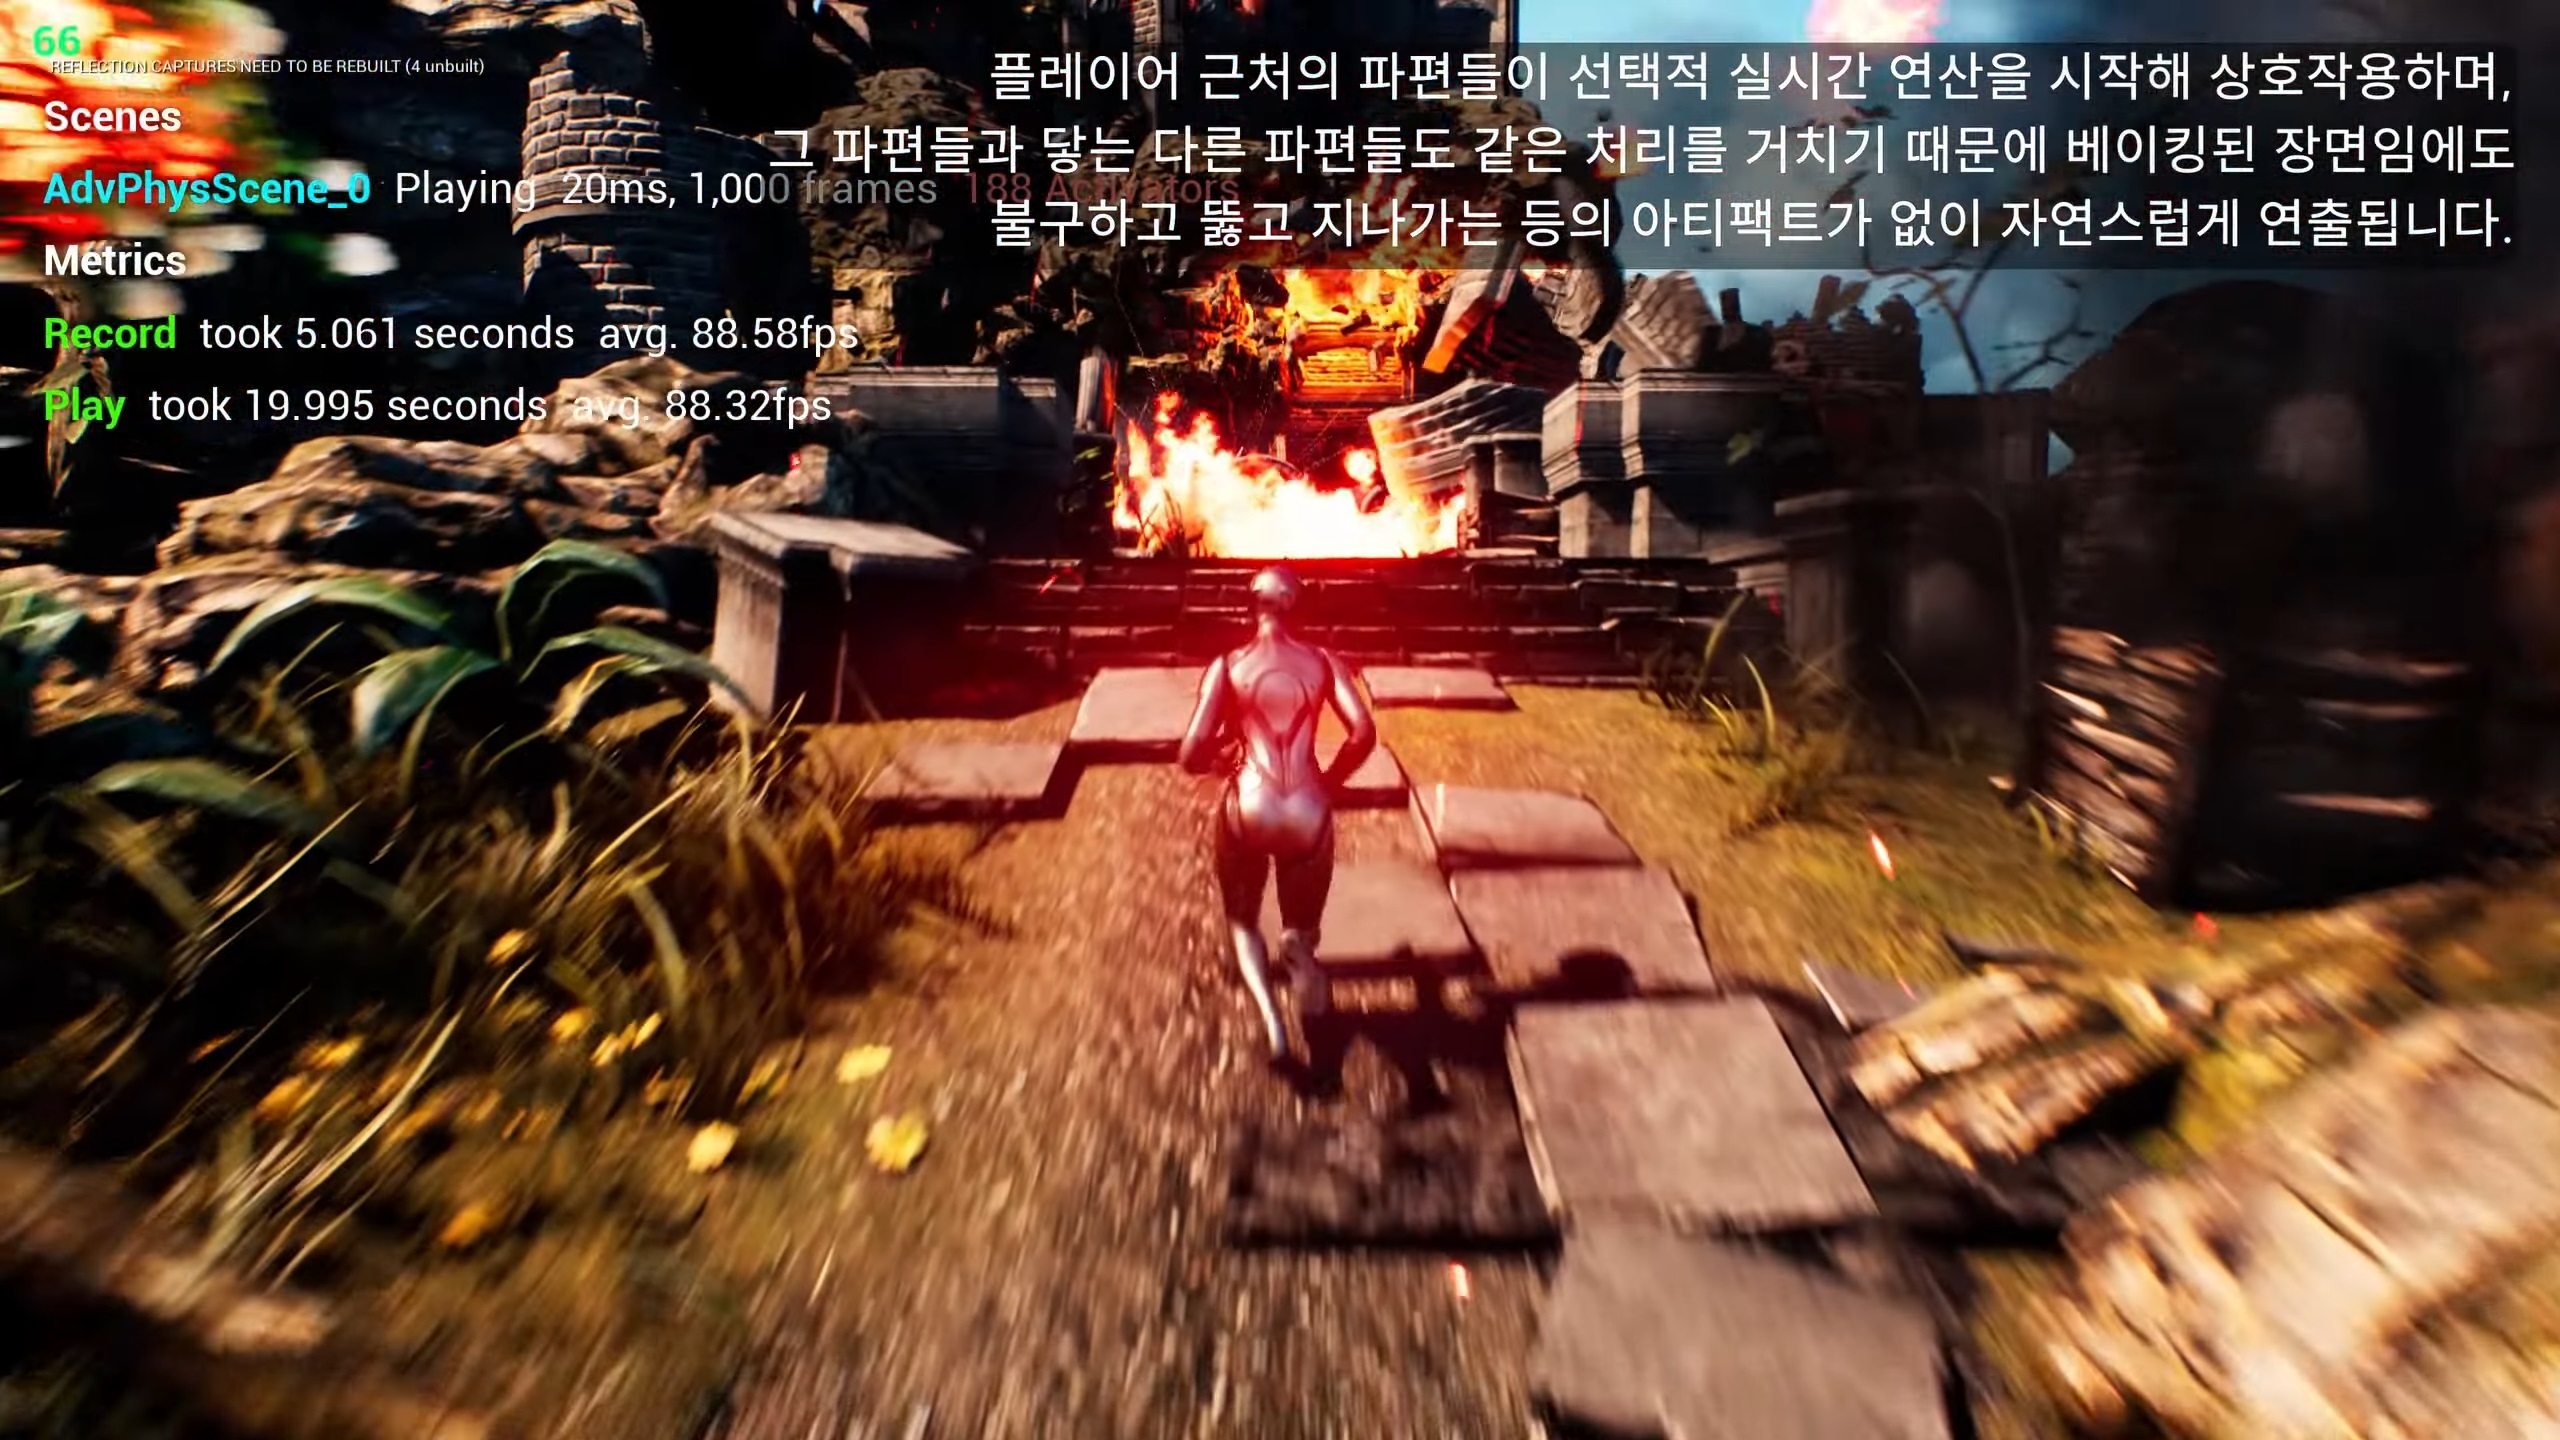 66
REFLECTION CAPTURES NEED TO BE REBUILT (4 unbuilt)
Scenes
AdvPhysScene_0 Playing 20ms, 1,000 frames 188 Activators
Metrics
Record took 5.061 seconds avg. 88.58fps
Play took 19.995 seconds avg. 88.32fps
플레이어 근처의 파편들이 선택적 실시간 연산을 시작해 상호작용하며,
그 파편들과 닿는 다른 파편들도 같은 처리를 거치기 때문에 베이킹된 장면임에도
불구하고 뚫고 지나가는 등의 아티팩트가 없이 자연스럽게 연출됩니다.